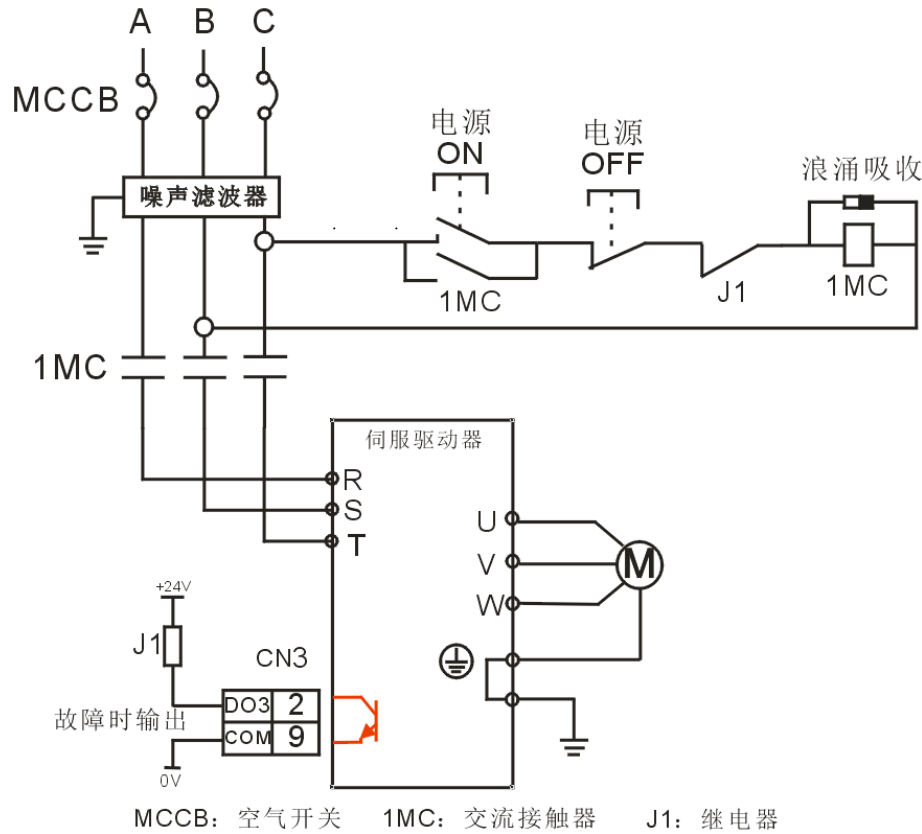 A B C
MCCB
电源
ON
电源
OFF
浪涌吸收
噪声滤波器
1MC
J1
1MC
1MC
伺服驱动器
R
S
T
U
V
W
M
+24V
J1
CN3
DO3 2
故障时输出
COM 9
0V
MCCB：空气开关 1MC：交流接触器 J1：继电器